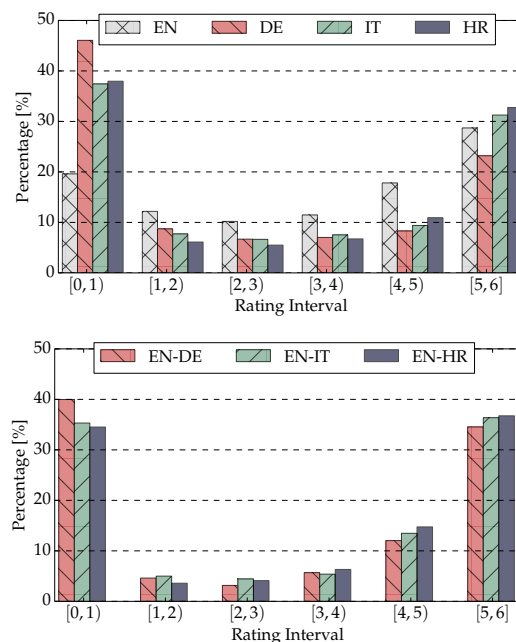 EN DE IT HR
50
40
30
20
10
0
Percentage [%]
[0, 1) [1, 2) [2, 3) [3, 4) [4, 5) [5, 6]
Rating Interval
EN-DE EN-IT EN-HR
50
40
30
20
10
0
Percentage [%]
[0, 1) [1, 2) [2, 3) [3, 4) [4, 5) [5, 6]
Rating Interval